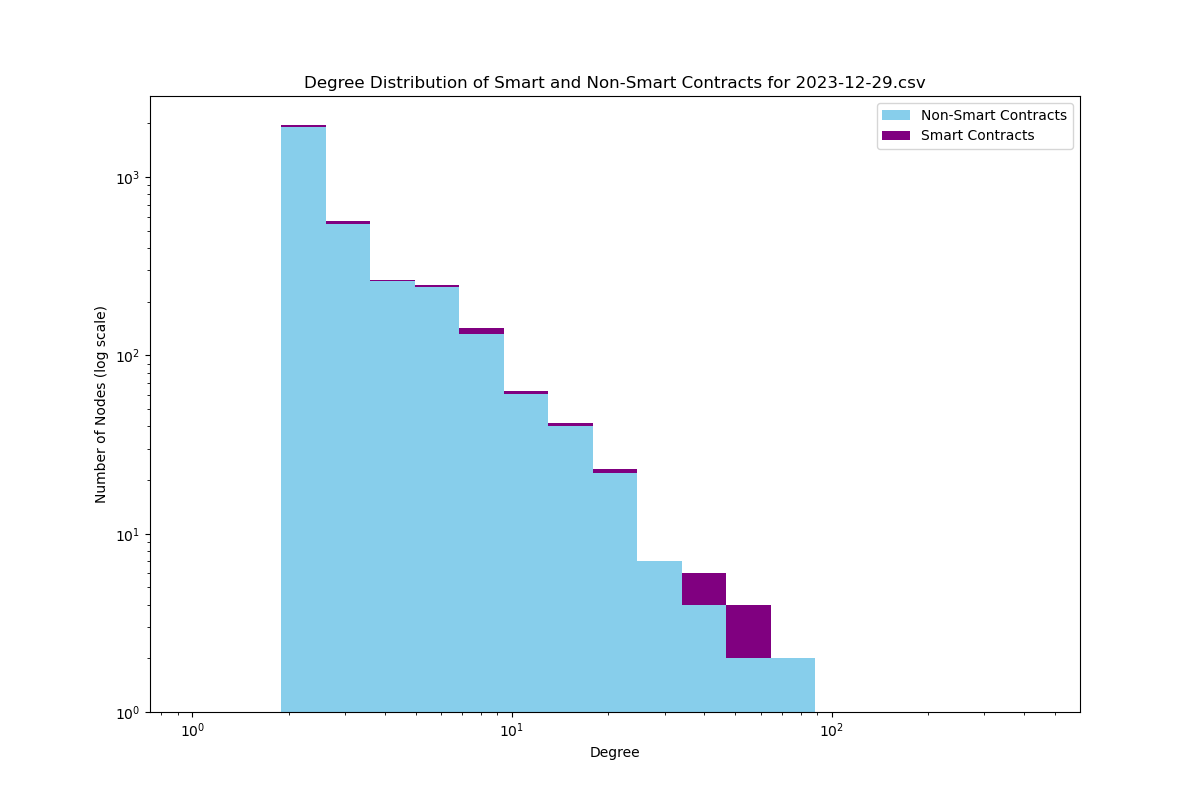 Degree Distribution of Smart and Non-Smart Contracts for 2023-12-29.csv
Non-Smart Contracts
Smart Contracts
Number of Nodes (log scale)
10³
10²
10¹
10⁰
10⁰ 10¹ 10²
Degree